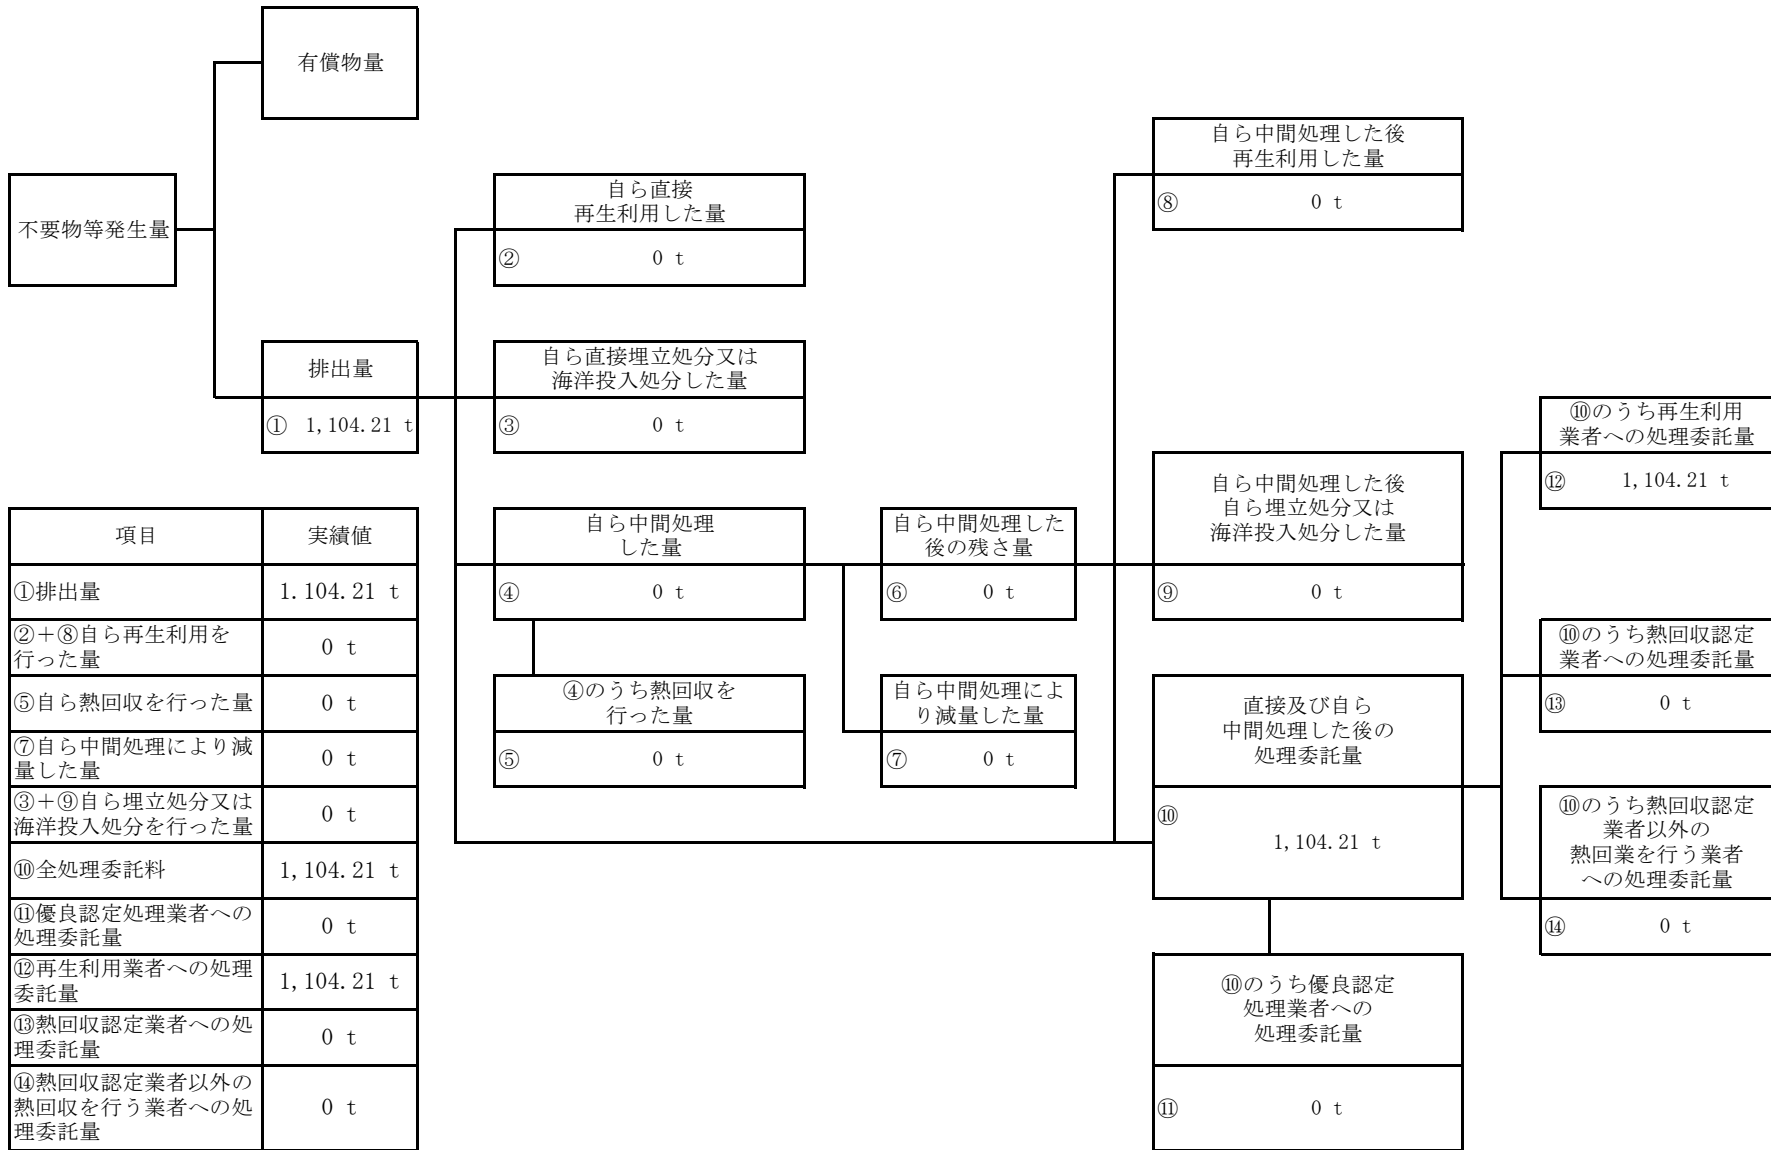 有償物量
不要物等発生量
排出量
① 1,104.21 t
自ら直接
再生利用した量
② 0 t
自ら直接埋立処分又は
海洋投入処分した量
③ 0 t
自ら中間処理
した量
④ 0 t
④のうち熱回収を
行った量
⑤ 0 t
自ら中間処理した
後の残さ量
⑥ 0 t
自ら中間処理によ
り減量した量
⑦ 0 t
自ら中間処理した後
再生利用した量
⑧ 0 t
自ら中間処理した後
自ら埋立処分又は
海洋投入処分した量
⑨ 0 t
直接及び自ら
中間処理した後の
処理委託量
⑩
1,104.21 t
⑩のうち優良認定
処理業者への
処理委託量
⑪ 0 t
⑩のうち再生利用
業者への処理委託量
⑫ 1,104.21 t
⑩のうち熱回収認定
業者への処理委託量
⑬ 0 t
⑩のうち熱回収認定
業者以外の
熱回業を行う業者
への処理委託量
⑭ 0 t
項目 実績値
①排出量 1.104.21 t
②＋⑧自ら再生利用を
行った量 0 t
⑤自ら熱回収を行った量 0 t
⑦自ら中間処理により減
量した量 0 t
③＋⑨自ら埋立処分又は
海洋投入処分を行った量 0 t
⑩全処理委託料 1,104.21 t
⑪優良認定処理業者への
処理委託量 0 t
⑫再生利用業者への処理
委託量 1,104.21 t
⑬熱回収認定業者への処
理委託量 0 t
⑭熱回収認定業者以外の
熱回収を行う業者への処
理委託量 0 t